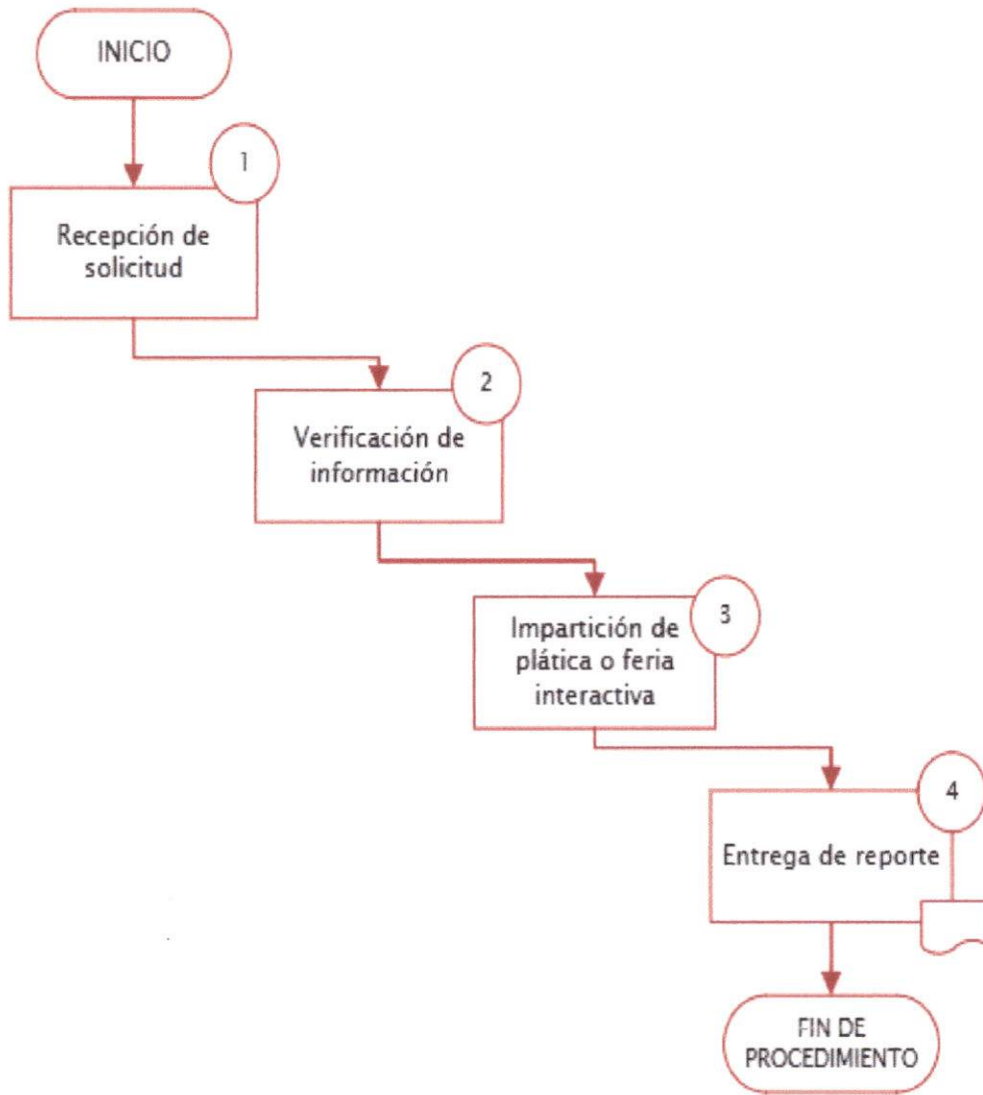 INICIO
1
Recepción de
solicitud
2
Verificación de
información
3
Impartición de
plática o feria
interactiva
4
Entrega de reporte
FIN DE
PROCEDIMIENTO